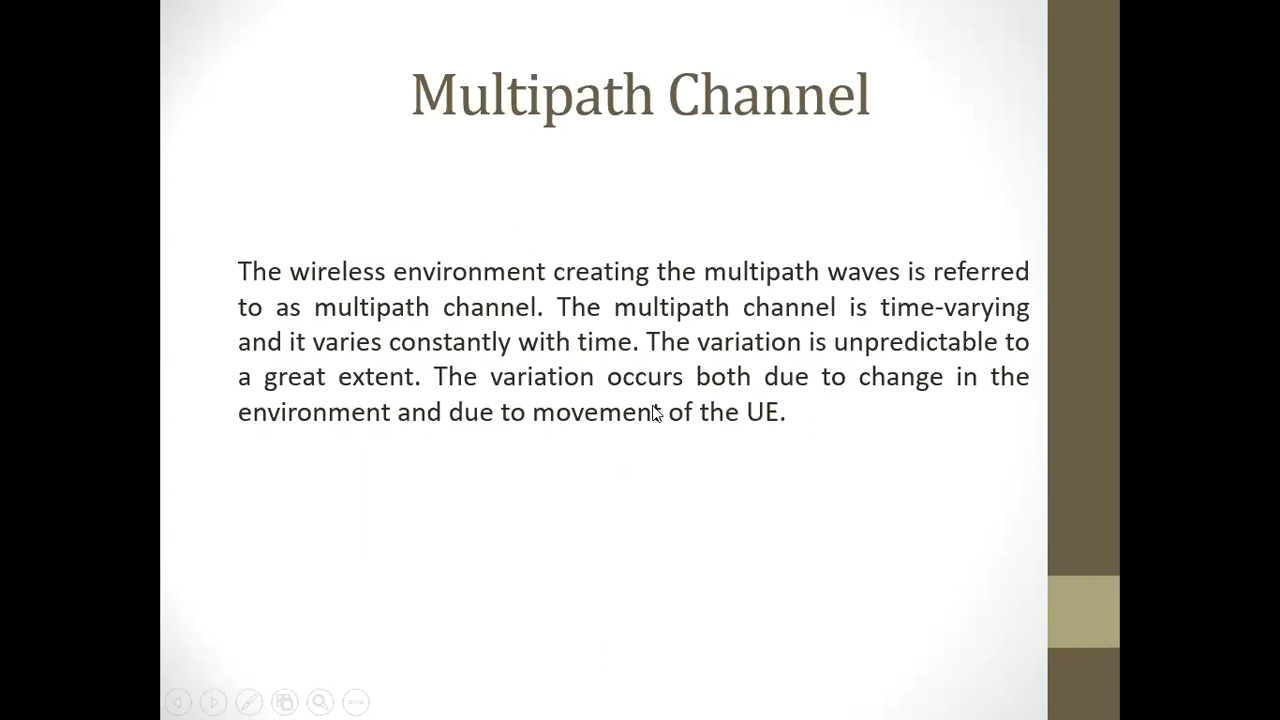 Multipath Channel
The wireless environment creating the multipath waves is referred
to as multipath channel. The multipath channel is time-varying
and it varies constantly with time. The variation is unpredictable to
a great extent. The variation occurs both due to change in the
environment and due to movement of the UE.